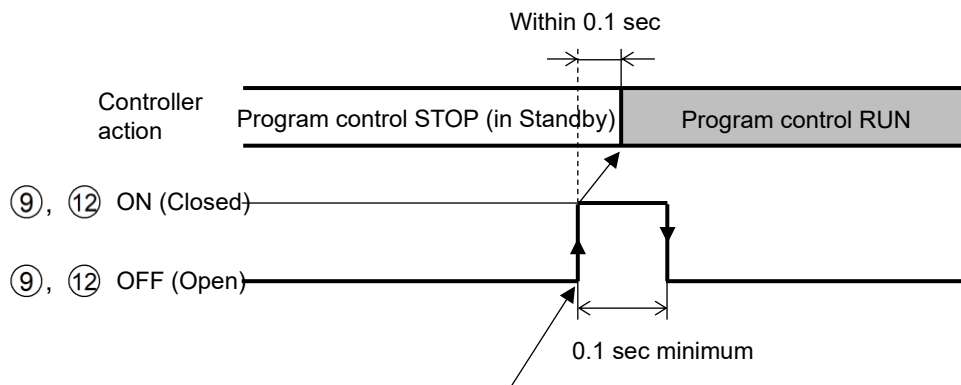 Within 0.1 sec
Controller
action
Program control STOP (in Standby)
Program control RUN
⑨, ⑫ ON (Closed)
⑨, ⑫ OFF (Open)
0.1 sec minimum